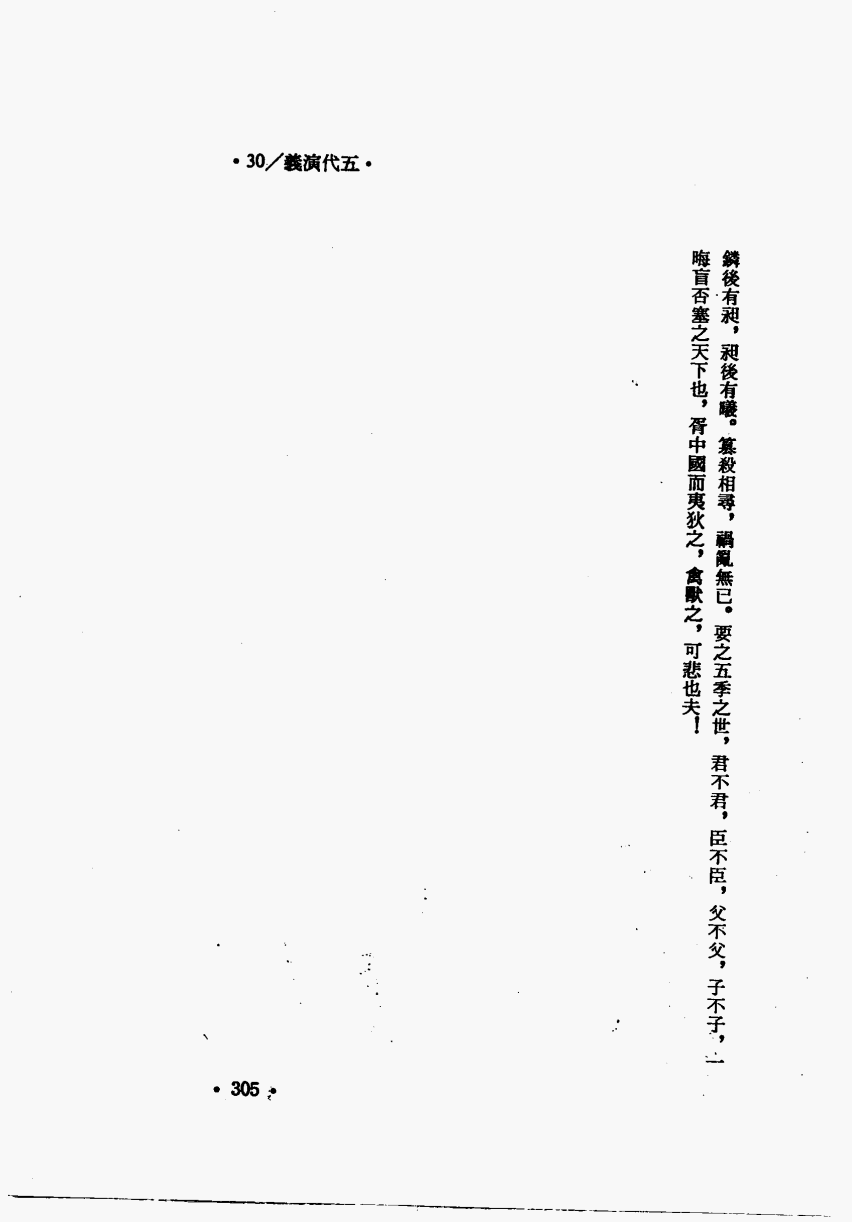 •30/義演代五•
鏻後有昶，昶後有曦。篡殺相尋，禍亂無已。要之五季之世，君不君，臣不臣，父不父，子不子，一
晦盲否塞之天下也，胥中國而夷狄之，禽獸之，可悲也夫！
•305•